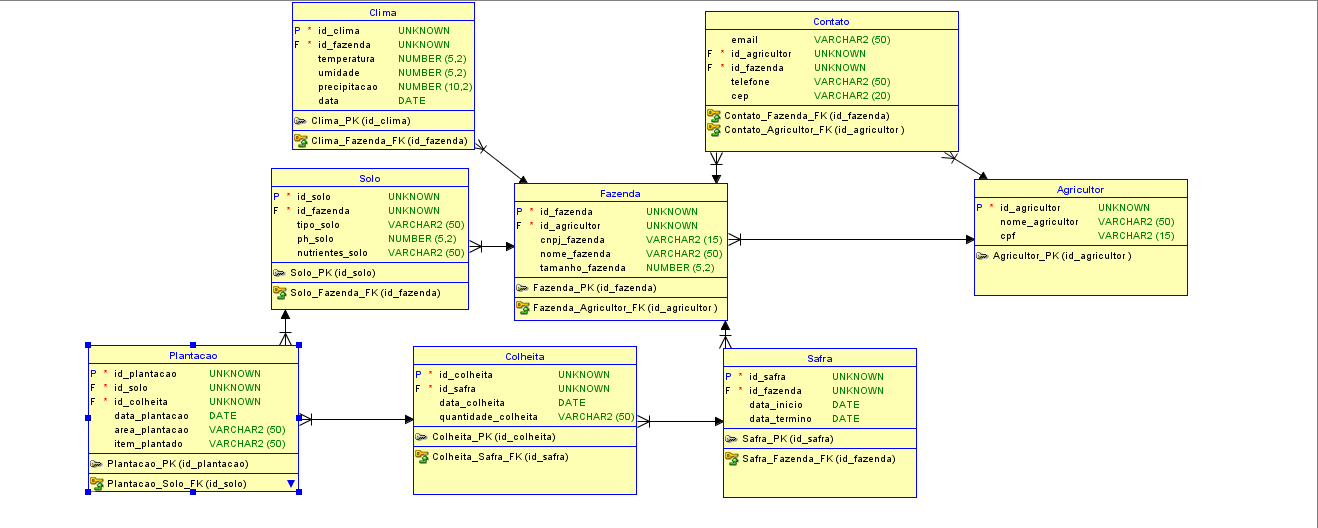 Clima
P * id_clima UNKNOWN
F * id_fazenda UNKNOWN
temperatura NUMBER (5,2)
umidade NUMBER (5,2)
precipitacao NUMBER (10,2)
data DATE
Clima_PK (id_clima)
Clima_Fazenda_FK (id_fazenda)
Contato
email VARCHAR2 (50)
F * id_agricultor UNKNOWN
F * id_fazenda UNKNOWN
telefone VARCHAR2 (50)
cep VARCHAR2 (20)
Contato_Fazenda_FK (id_fazenda)
Contato_Agricultor_FK (id_agricultor )
Solo
P * id_solo UNKNOWN
F * id_fazenda UNKNOWN
tipo_solo VARCHAR2 (50)
ph_solo NUMBER (5,2)
nutrientes_solo VARCHAR2 (50)
Solo_PK (id_solo)
Solo_Fazenda_FK (id_fazenda)
Fazenda
P * id_fazenda UNKNOWN
F * id_agricultor UNKNOWN
cnpj_fazenda VARCHAR2 (15)
nome_fazenda VARCHAR2 (50)
tamanho_fazenda NUMBER (5,2)
Fazenda_PK (id_fazenda)
Fazenda_Agricultor_FK (id_agricultor )
Agricultor
P * id_agricultor UNKNOWN
nome_agricultor VARCHAR2 (50)
cpf VARCHAR2 (15)
Agricultor_PK (id_agricultor )
Plantacao
P * id_plantacao UNKNOWN
F * id_solo UNKNOWN
F * id_colheita UNKNOWN
data_plantacao DATE
area_plantacao VARCHAR2 (50)
item_plantado VARCHAR2 (50)
Plantacao_PK (id_plantacao)
Plantacao_Solo_FK (id_solo)
Colheita
P * id_colheita UNKNOWN
F * id_safra UNKNOWN
data_colheita DATE
quantidade_colheita VARCHAR2 (50)
Colheita_PK (id_colheita)
Colheita_Safra_FK (id_safra)
Safra
P * id_safra UNKNOWN
F * id_fazenda UNKNOWN
data_inicio DATE
data_termino DATE
Safra_PK (id_safra)
Safra_Fazenda_FK (id_fazenda)